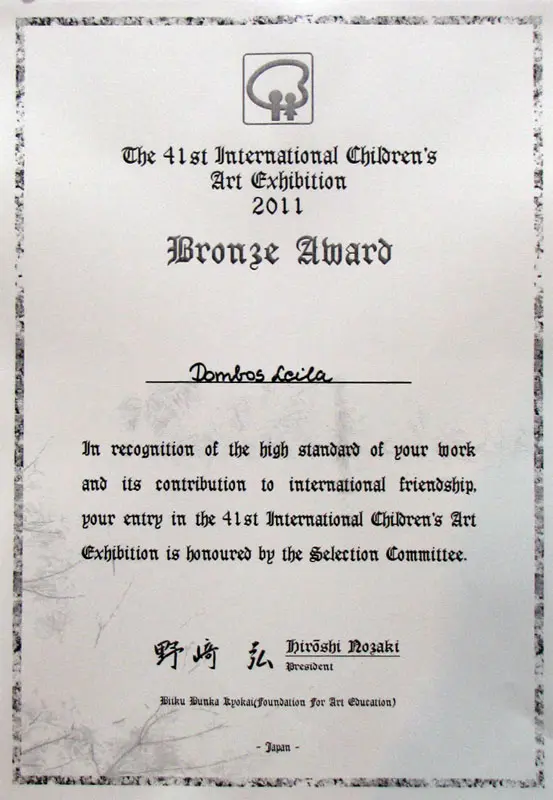 The 41st International Children's
Art Exhibition
2011
Bronze Award
Dombos Leila
In recognition of the high standard of your work
and its contribution to international friendship,
your entry in the 41st International Children's Art
Exhibition is honoured by the Selection Committee.
野﨑 弘 Hirōshi Nozaki
President
Biiku Bunka Kyokai(Foundation For Art Education)
- Japan -